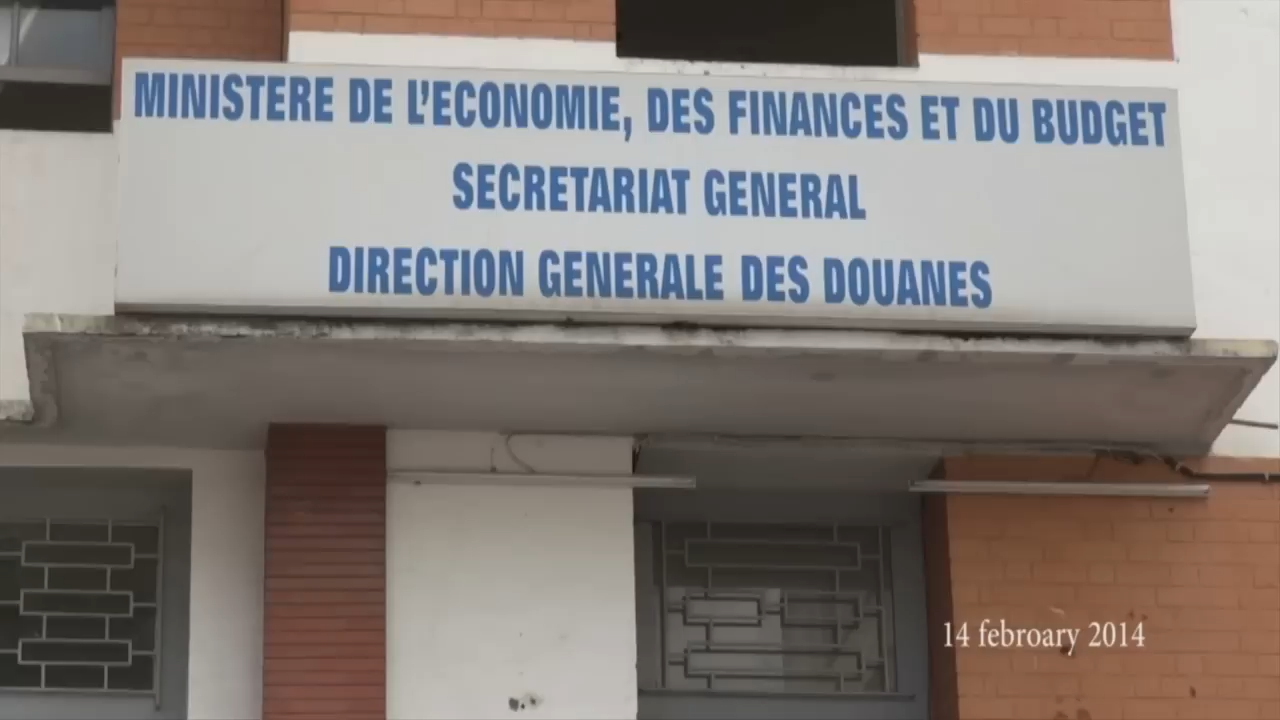 MINISTERE DE L'ECONOMIE, DES FINANCES ET DU BUDGET
SECRETARIAT GENERAL
DIRECTION GENERALE DES DOUANES
14 febroary 2014